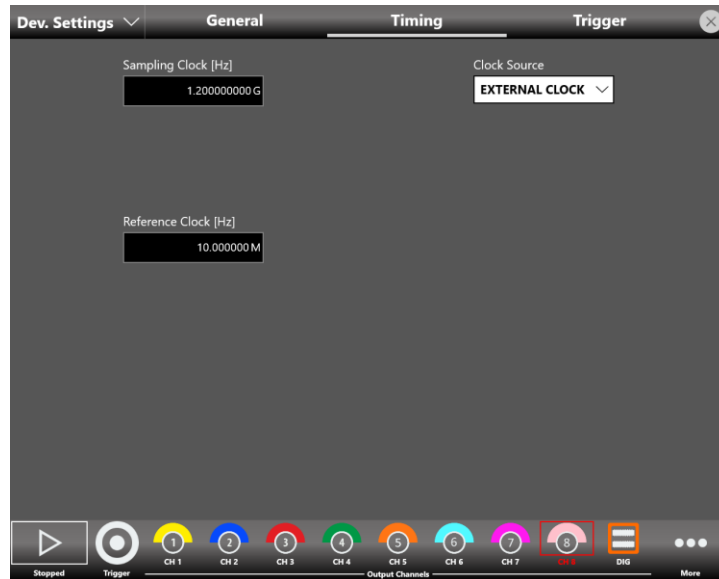 Dev. Settings General Timing Trigger
Sampling Clock [Hz]
1.200000000 G
Clock Source
EXTERNAL CLOCK
Reference Clock [Hz]
10.000000 M
1 2 3 4 5 6 7 8
CH 1 CH 2 CH 3 CH 4 CH 5 CH 6 CH 7 CH 8 DIG
Stopped Trigger Output Channels More